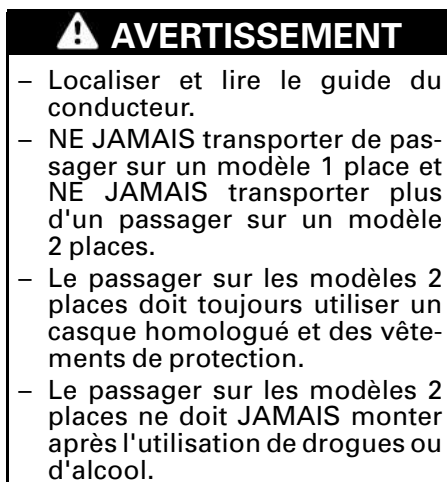 AVERTISSEMENT
– Localiser et lire le guide du
conducteur.
– NE JAMAIS transporter de pas-
sager sur un modèle 1 place et
NE JAMAIS transporter plus
d'un passager sur un modèle
2 places.
– Le passager sur les modèles 2
places doit toujours utiliser un
casque homologué et des vête-
ments de protection.
– Le passager sur les modèles 2
places ne doit JAMAIS monter
après l'utilisation de drogues ou
d'alcool.